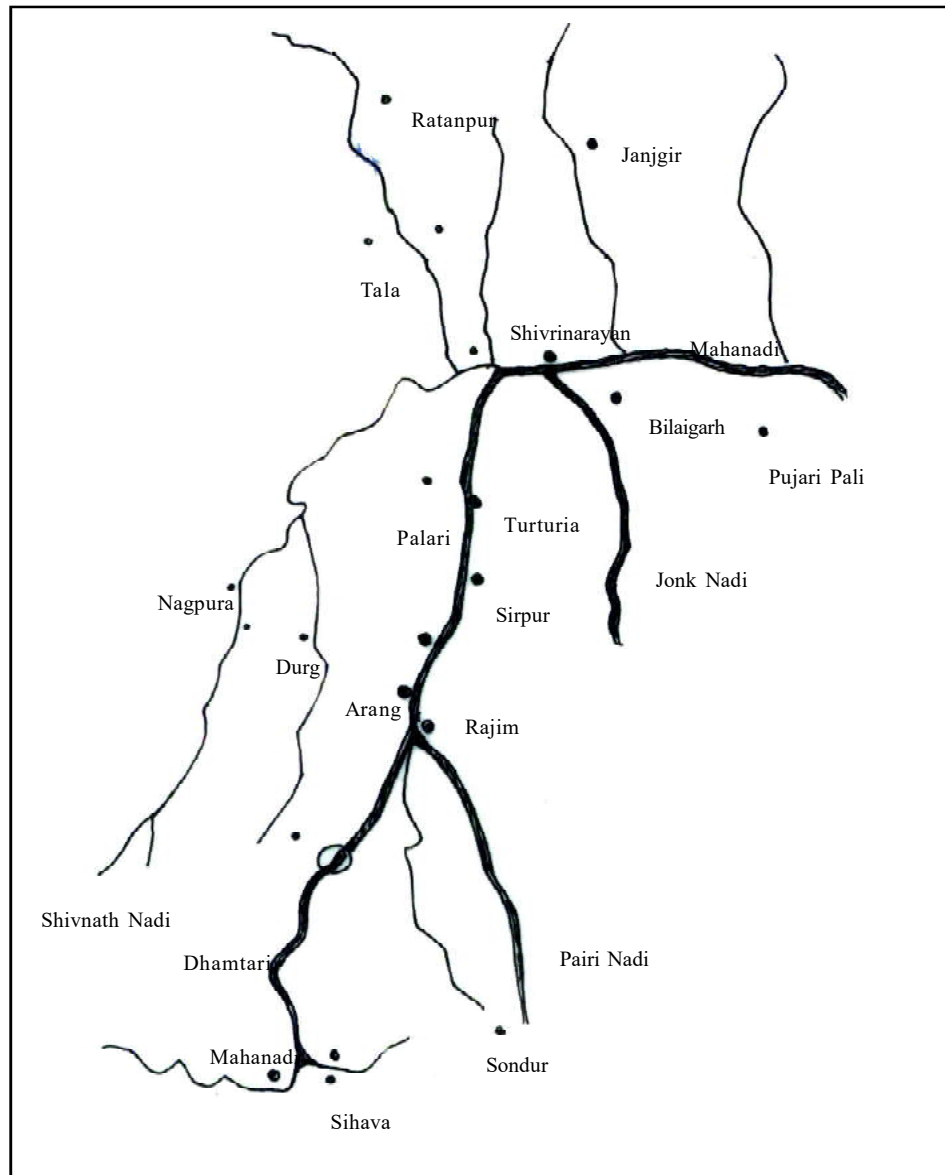 Ratanpur
Janjgir
Tala
Shivrinarayan
Mahanadi
Bilaigarh
Pujari Pali
Palari
Turturia
Jonk Nadi
Nagpura
Sirpur
Durg
Arang
Rajim
Shivnath Nadi
Dhamtari
Pairi Nadi
Mahanadi
Sondur
Sihava